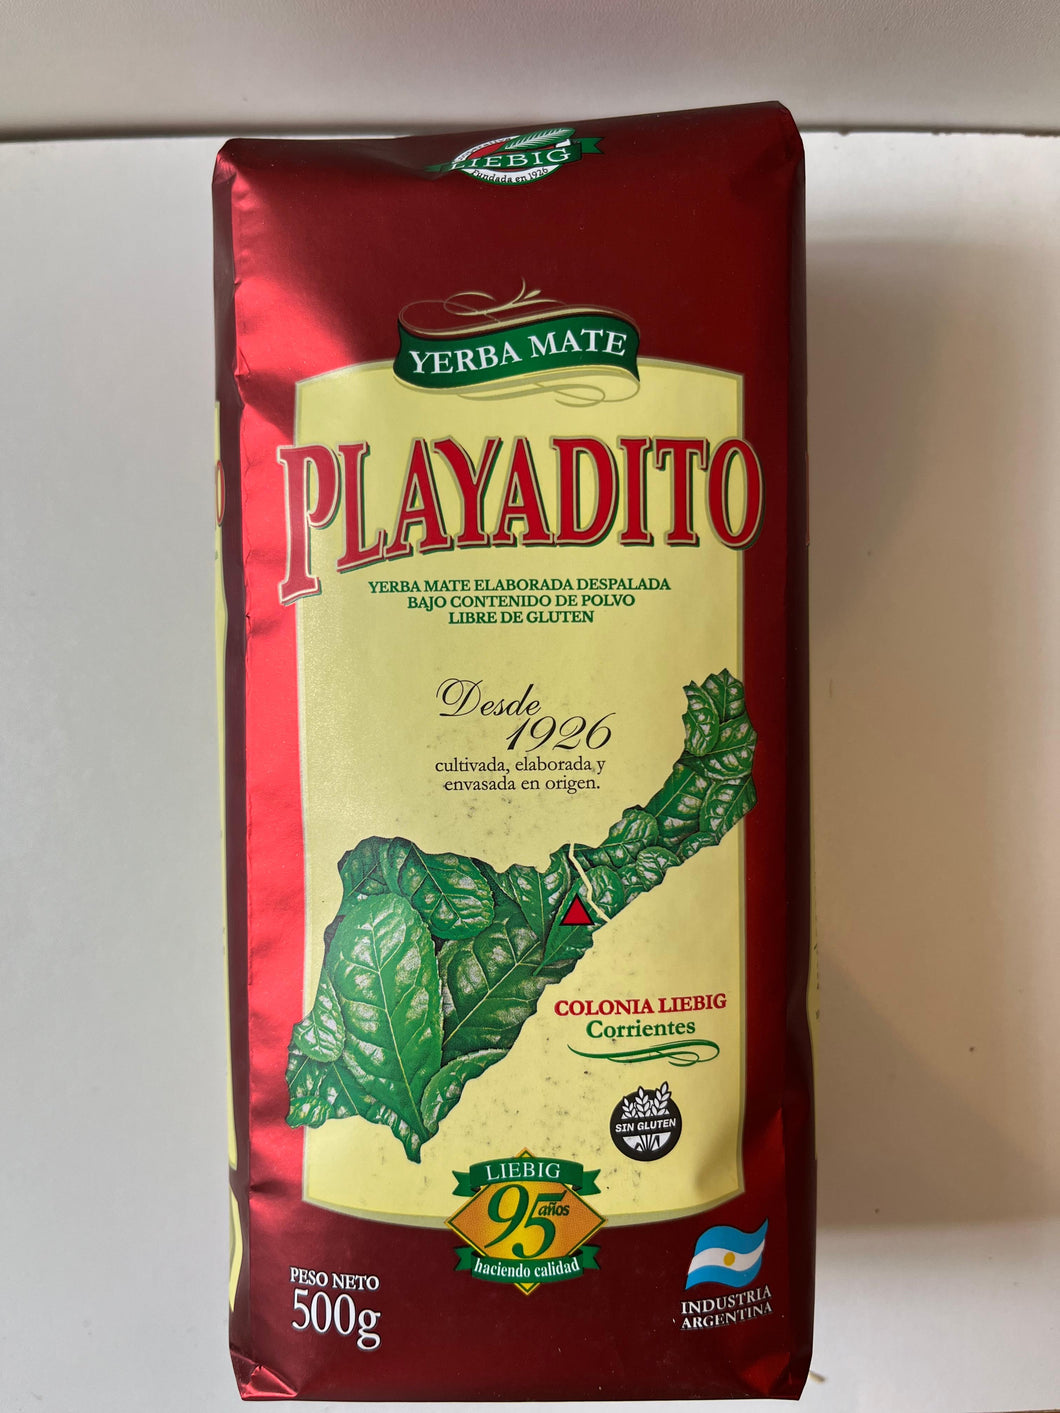 LIEBIG
Fundada en 1926
YERBA MATE
PLAYADITO
YERBA MATE ELABORADA DESPALADA
BAJO CONTENIDO DE POLVO
LIBRE DE GLUTEN
Desde
1926
cultivada, elaborada y
envasada en origen.
COLONIA LIEBIG
Corrientes
SIN GLUTEN
LIEBIG
95 años
haciendo calidad
PESO NETO
500g
INDUSTRIA
ARGENTINA